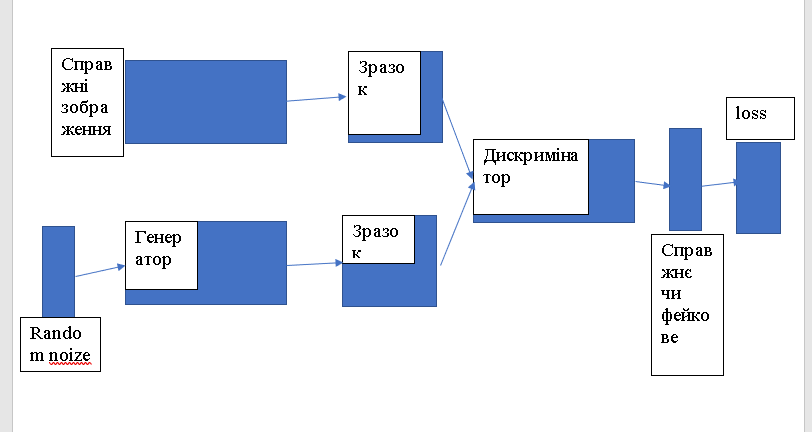 Справ
жні
зобра
ження
Зразо
к
Дискриміна
тор
loss
Генер
атор
Зразо
к
Справ
жнє
чи
фейко
ве
Rando
m noize